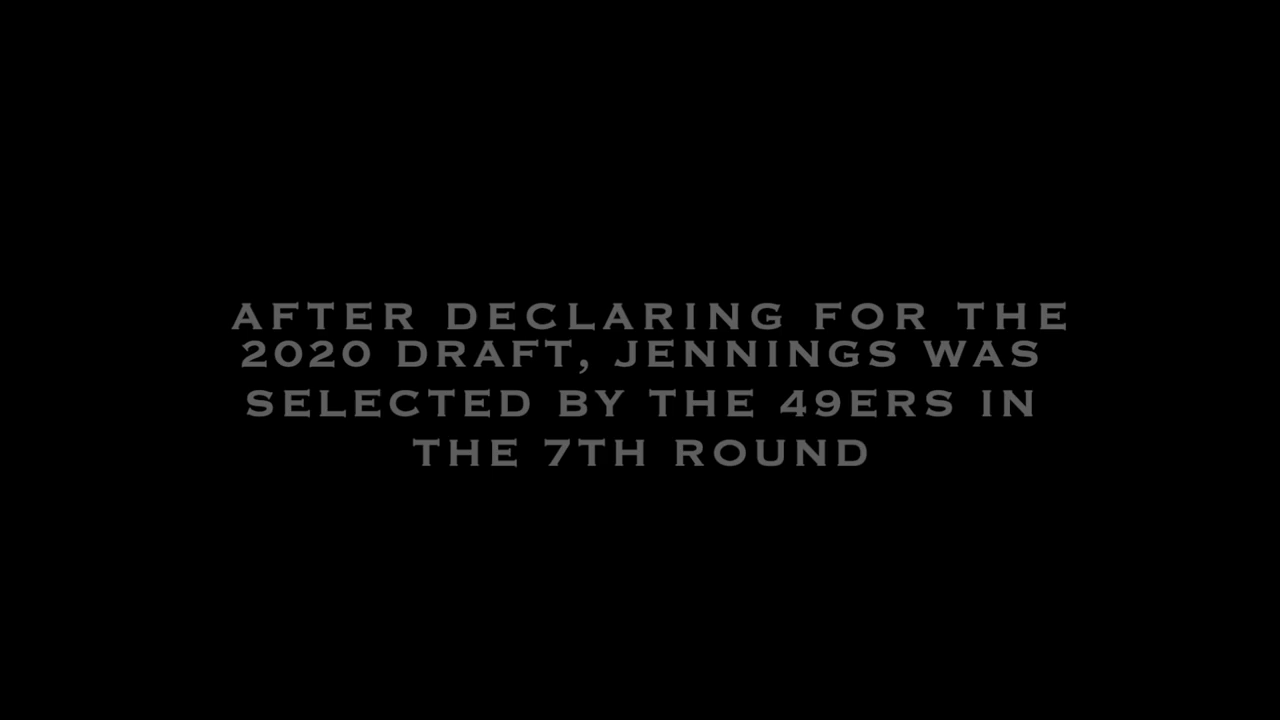 AFTER DECLARING FOR THE
2020 DRAFT, JENNINGS WAS
SELECTED BY THE 49ERS IN
THE 7TH ROUND